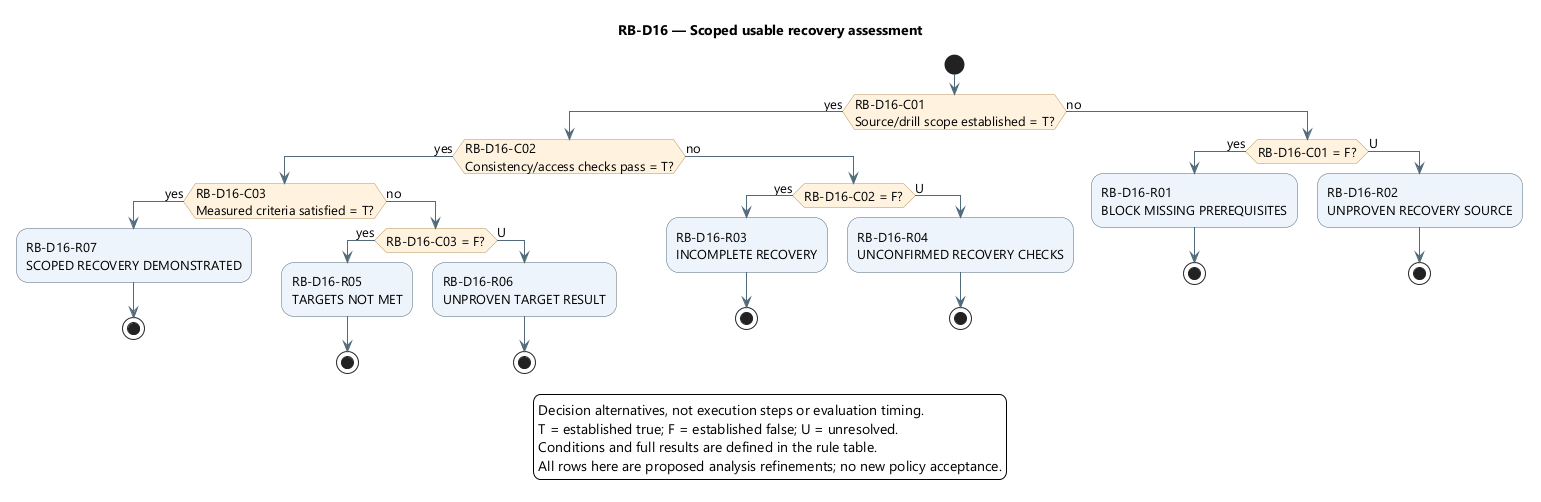 RB-D16 — Scoped usable recovery assessment
yes
RB-D16-C01
Source/drill scope established = T?
no
yes
RB-D16-C02
Consistency/access checks pass = T?
no
yes
RB-D16-C01 = F?
U
yes
RB-D16-C03
Measured criteria satisfied = T?
no
yes
RB-D16-C02 = F?
U
RB-D16-R01
BLOCK MISSING PREREQUISITES
RB-D16-R02
UNPROVEN RECOVERY SOURCE
RB-D16-R07
SCOPED RECOVERY DEMONSTRATED
yes
RB-D16-C03 = F?
U
RB-D16-R03
INCOMPLETE RECOVERY
RB-D16-R04
UNCONFIRMED RECOVERY CHECKS
RB-D16-R05
TARGETS NOT MET
RB-D16-R06
UNPROVEN TARGET RESULT
Decision alternatives, not execution steps or evaluation timing.
T = established true; F = established false; U = unresolved.
Conditions and full results are defined in the rule table.
All rows here are proposed analysis refinements; no new policy acceptance.